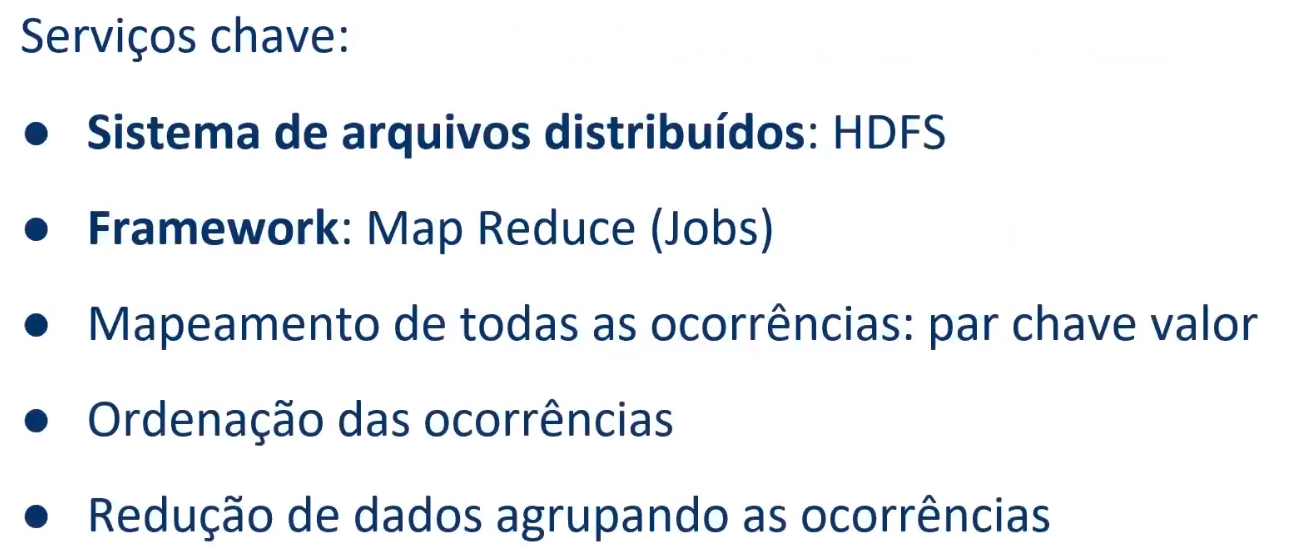 Serviços chave:
● Sistema de arquivos distribuídos: HDFS
● Framework: Map Reduce (Jobs)
● Mapeamento de todas as ocorrências: par chave valor
● Ordenação das ocorrências
● Redução de dados agrupando as ocorrências